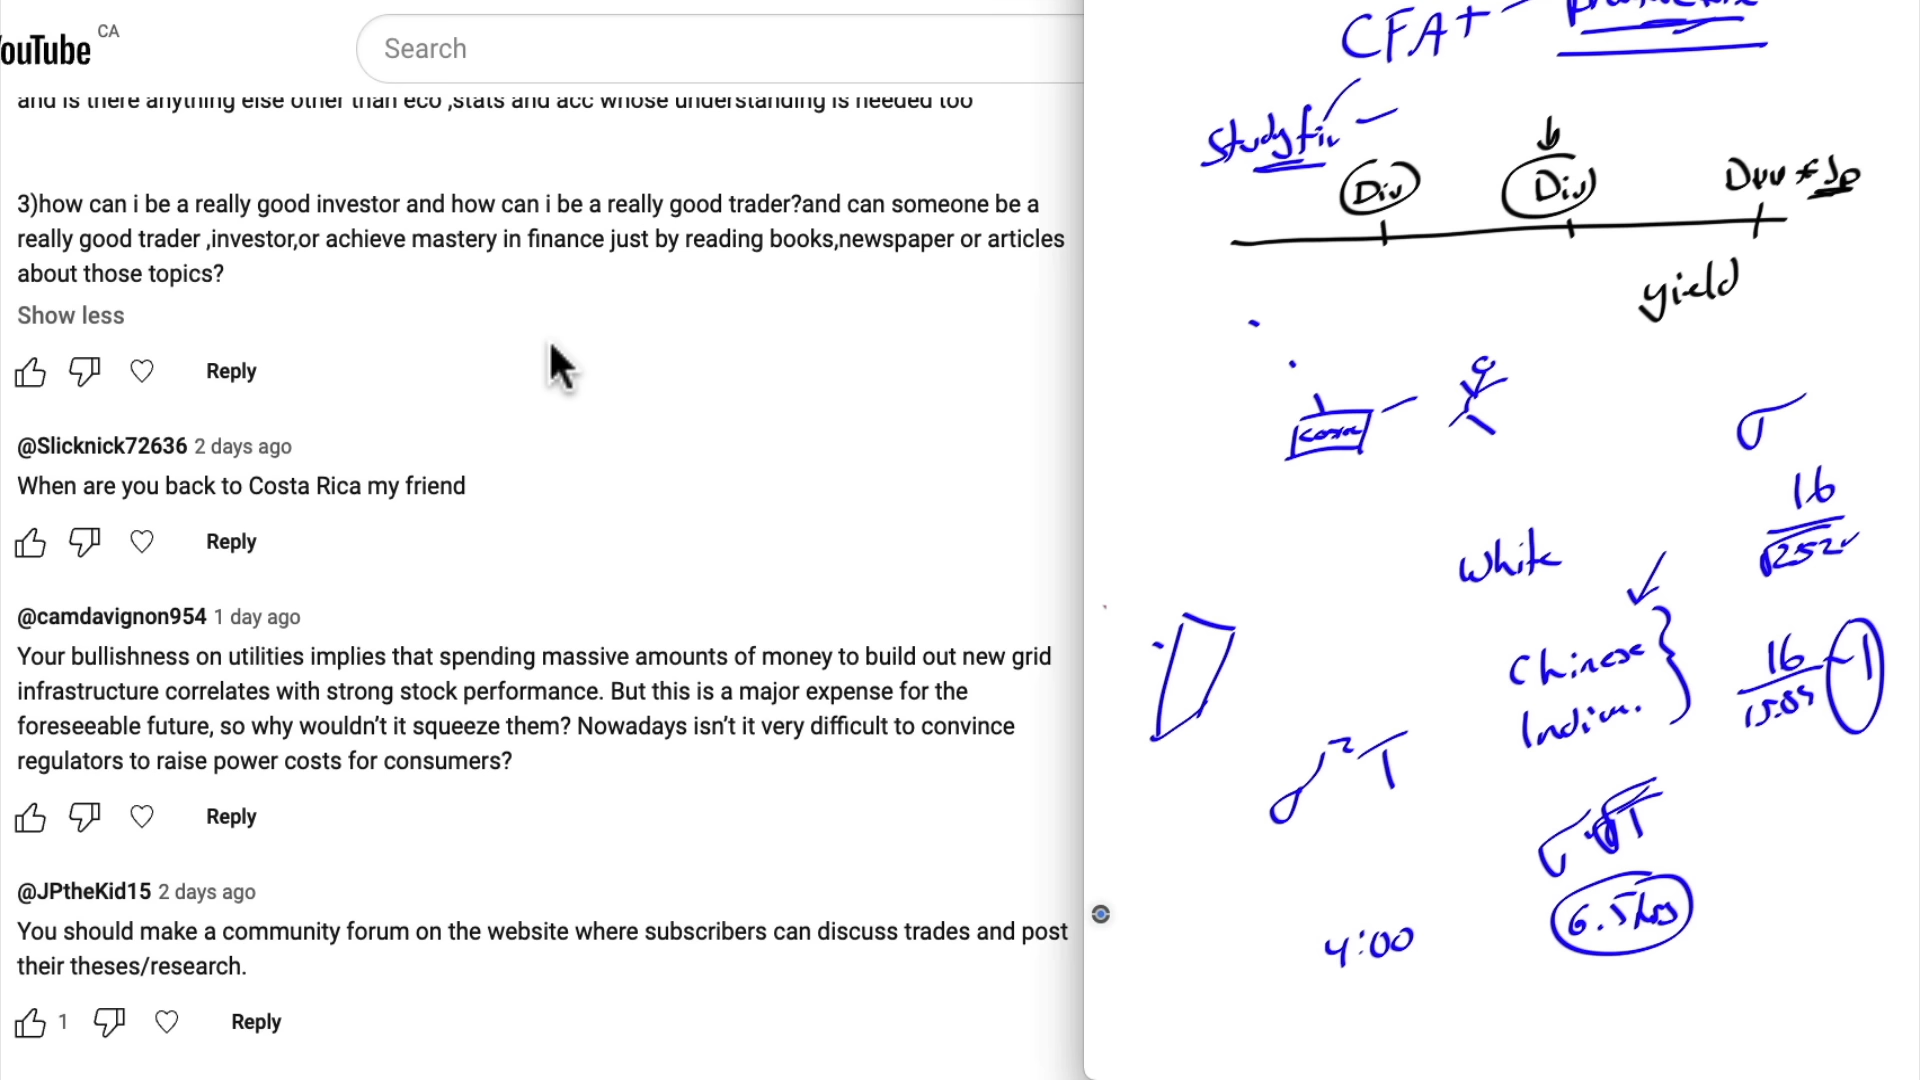 ouTube CA
Search
and is there anything else other than eco ,stats and acc whose understanding is needed too
3)how can i be a really good investor and how can i be a really good trader?and can someone be a
really good trader ,investor,or achieve mastery in finance just by reading books,newspaper or articles
about those topics?
Show less
Reply
@Slicknick72636 2 days ago
When are you back to Costa Rica my friend
Reply
@camdavignon954 1 day ago
Your bullishness on utilities implies that spending massive amounts of money to build out new grid
infrastructure correlates with strong stock performance. But this is a major expense for the
foreseeable future, so why wouldn’t it squeeze them? Nowadays isn’t it very difficult to convince
regulators to raise power costs for consumers?
Reply
@JPtheKid15 2 days ago
You should make a community forum on the website where subscribers can discuss trades and post
their theses/research.
1 Reply
CFA+
Studyfin
Div Div
yield
σ
16
√252
White
Chinese
16
1
σ²T
σ√T
6.5hrs
4:00